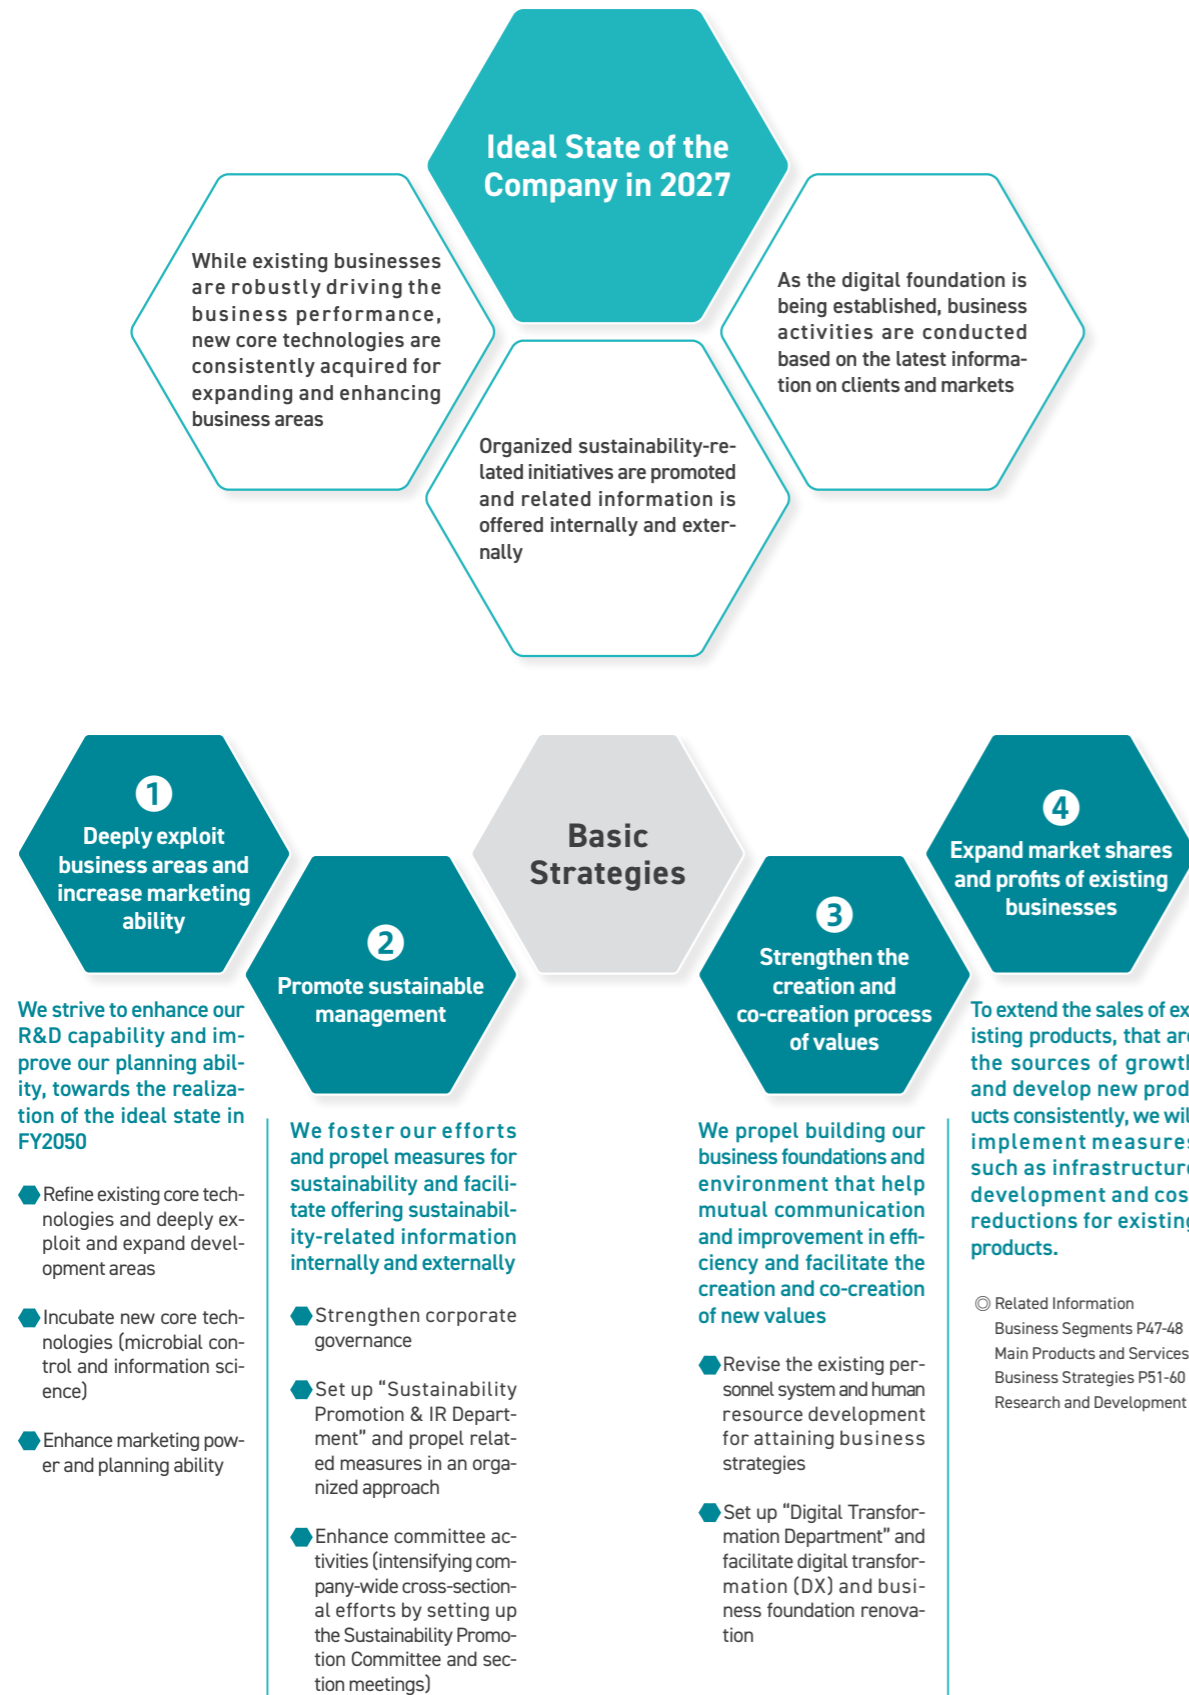 Ideal State of the
Company in 2027
While existing businesses
are robustly driving the
business performance,
new core technologies are
consistently acquired for
expanding and enhancing
business areas
Organized sustainability-re-
lated initiatives are promoted
and related information is
offered internally and exter-
nally
As the digital foundation is
being established, business
activities are conducted
based on the latest informa-
tion on clients and markets
Basic
Strategies
1
Deeply exploit
business areas and
increase marketing
ability
We strive to enhance our
R&D capability and im-
prove our planning abil-
ity, towards the realiza-
tion of the ideal state in
FY2050
Refine existing core tech-
nologies and deeply ex-
ploit and expand devel-
opment areas
Incubate new core tech-
nologies (microbial con-
trol and information sci-
ence)
Enhance marketing pow-
er and planning ability
2
Promote sustainable
management
We foster our efforts
and propel measures for
sustainability and facili-
tate offering sustainabil-
ity-related information
internally and externally
Strengthen corporate
governance
Set up “Sustainability
Promotion & IR Depart-
ment” and propel relat-
ed measures in an orga-
nized approach
Enhance committee ac-
tivities (intensifying com-
pany-wide cross-section-
al efforts by setting up
the Sustainability Promo-
tion Committee and sec-
tion meetings)
3
Strengthen the
creation and
co-creation process
of values
We propel building our
business foundations and
environment that help
mutual communication
and improvement in effi-
ciency and facilitate the
creation and co-creation
of new values
Revise the existing per-
sonnel system and human
resource development
for attaining business
strategies
Set up “Digital Transfor-
mation Department” and
facilitate digital transfor-
mation (DX) and busi-
ness foundation renova-
tion
4
Expand market shares
and profits of existing
businesses
To extend the sales of ex
isting products, that are
the sources of growth
and develop new prod
ucts consistently, we will
implement measures
such as infrastructure
development and cos
reductions for existing
products.
◎ Related Information
Business Segments P47-48
Main Products and Services
Business Strategies P51-60
Research and Development